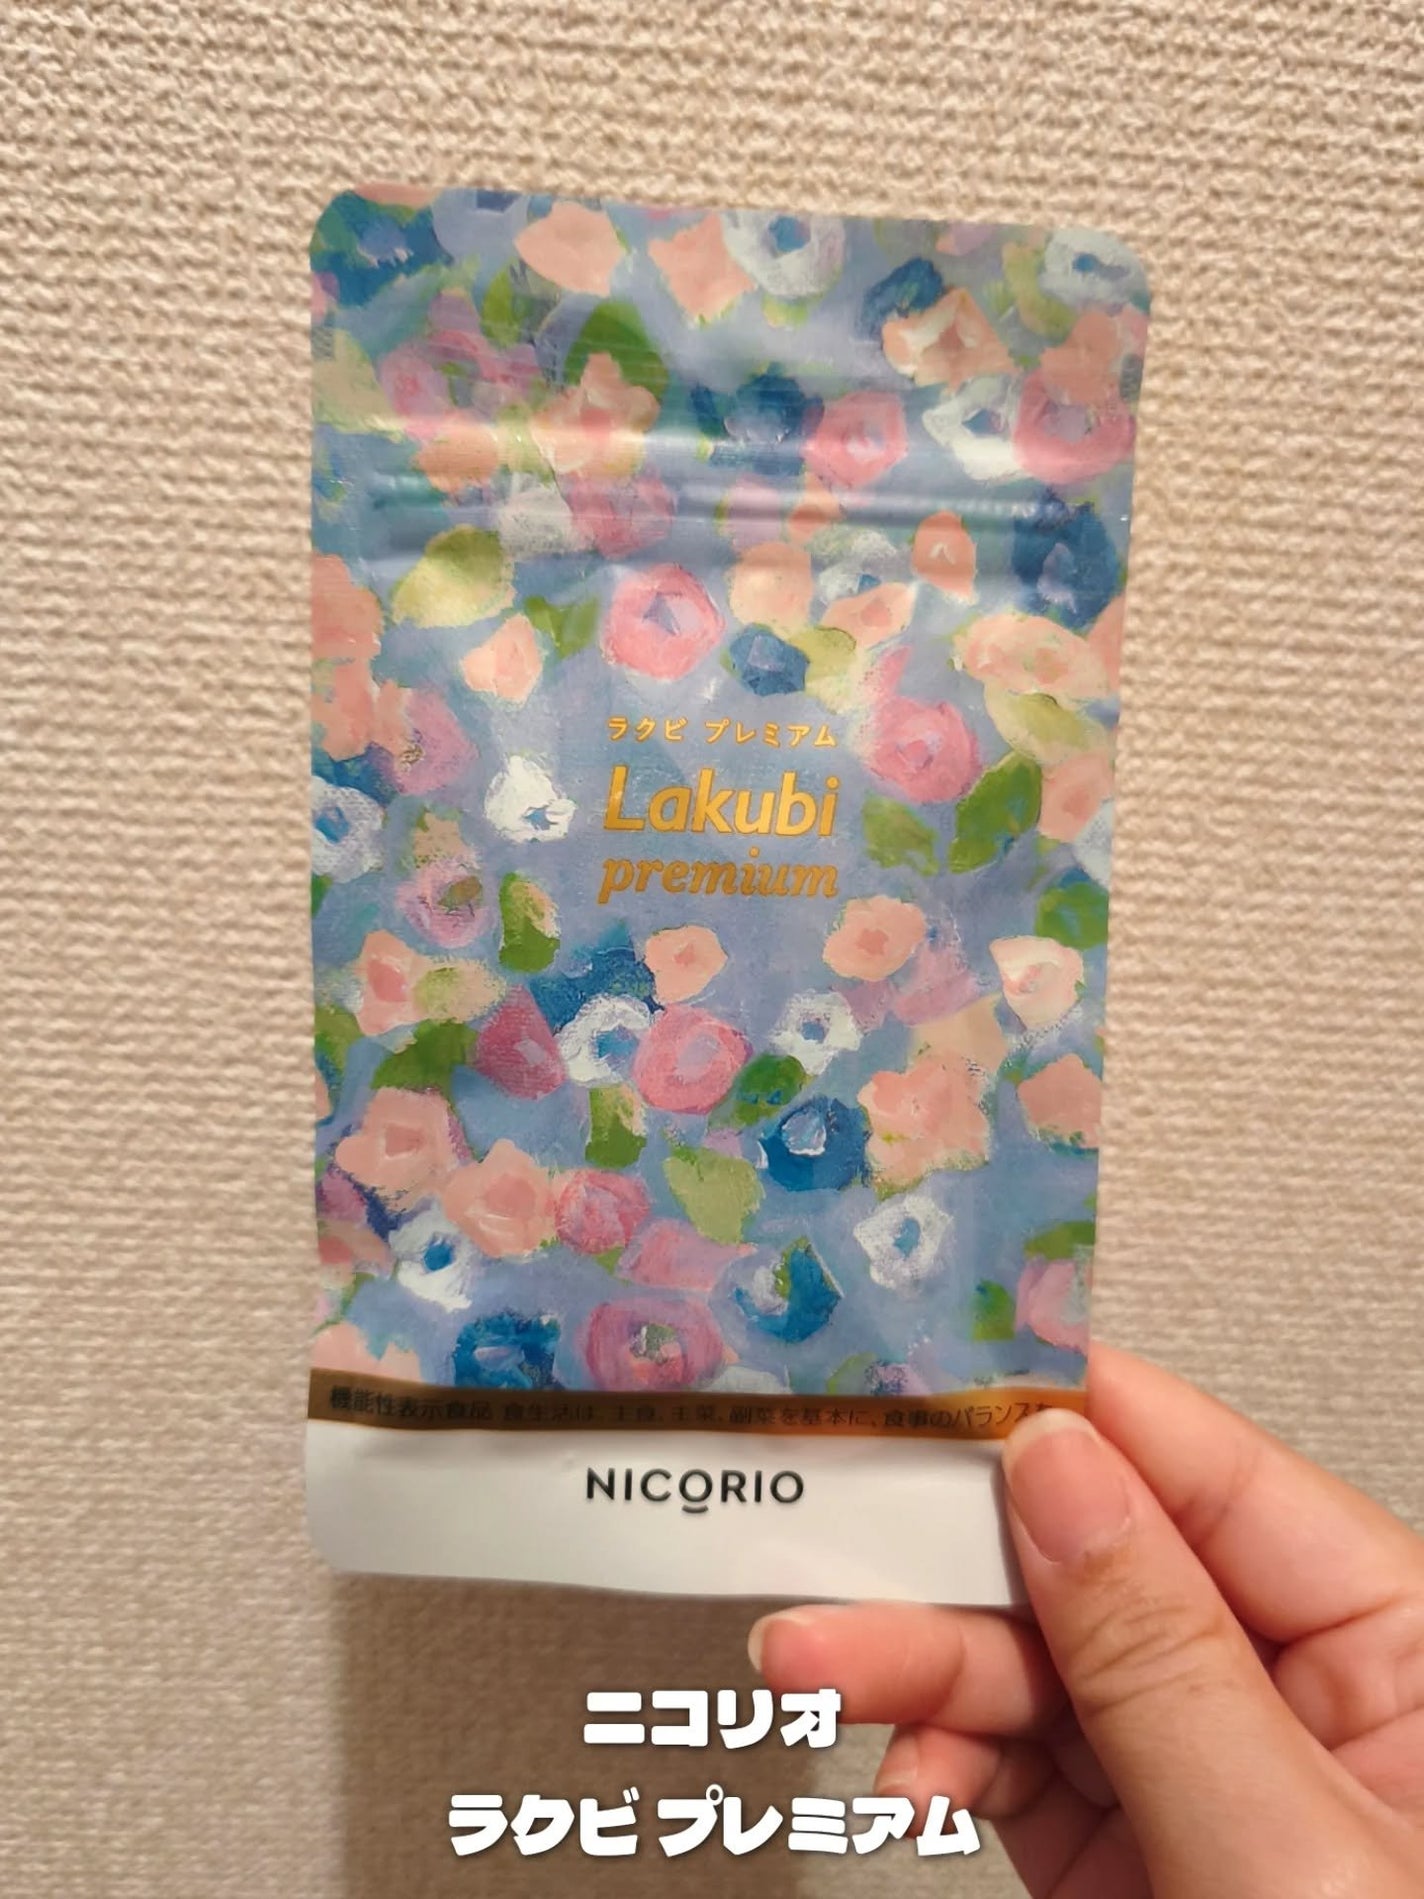 ラクビ プレミアム
Lakubi
premium
機能性表示食品 食生活は、主食、主菜、副菜を基本に、食事のバランスを
NICORIO
ニコリオ
ラクビ プレミアム